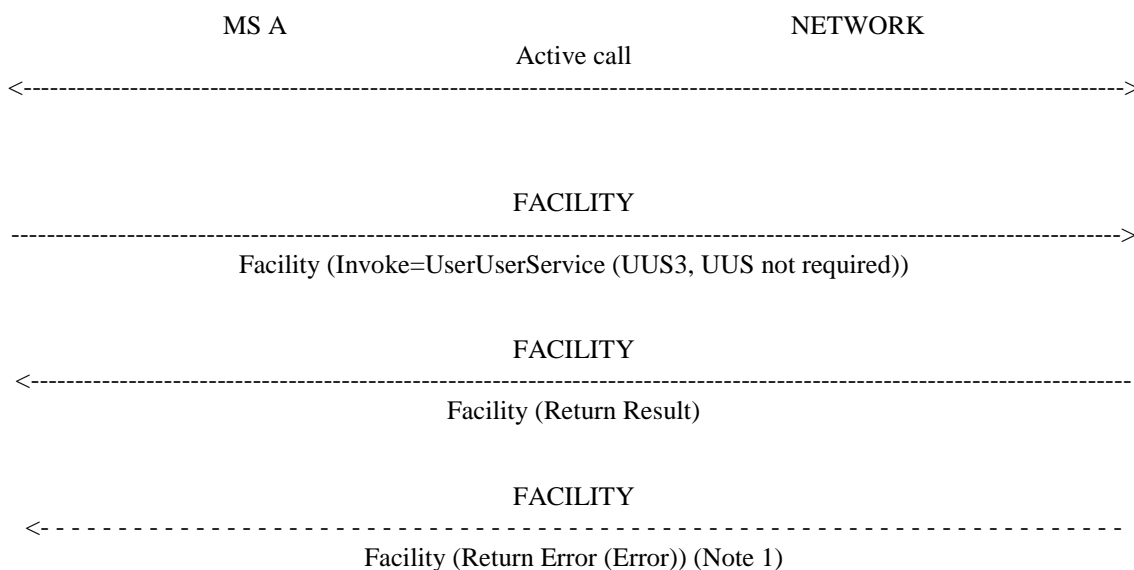 MS A NETWORK
Active call
FACILITY
Facility (Invoke=UserUserService (UUS3, UUS not required))
FACILITY
Facility (Return Result)
FACILITY
Facility (Return Error (Error)) (Note 1)